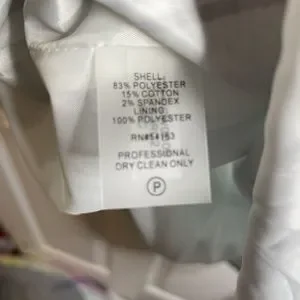 SHELL:
83% POLYESTER
15% COTTON
2% SPANDEX
LINING:
100% POLYESTER
RN#54163
PROFESSIONAL
DRY CLEAN ONLY
P